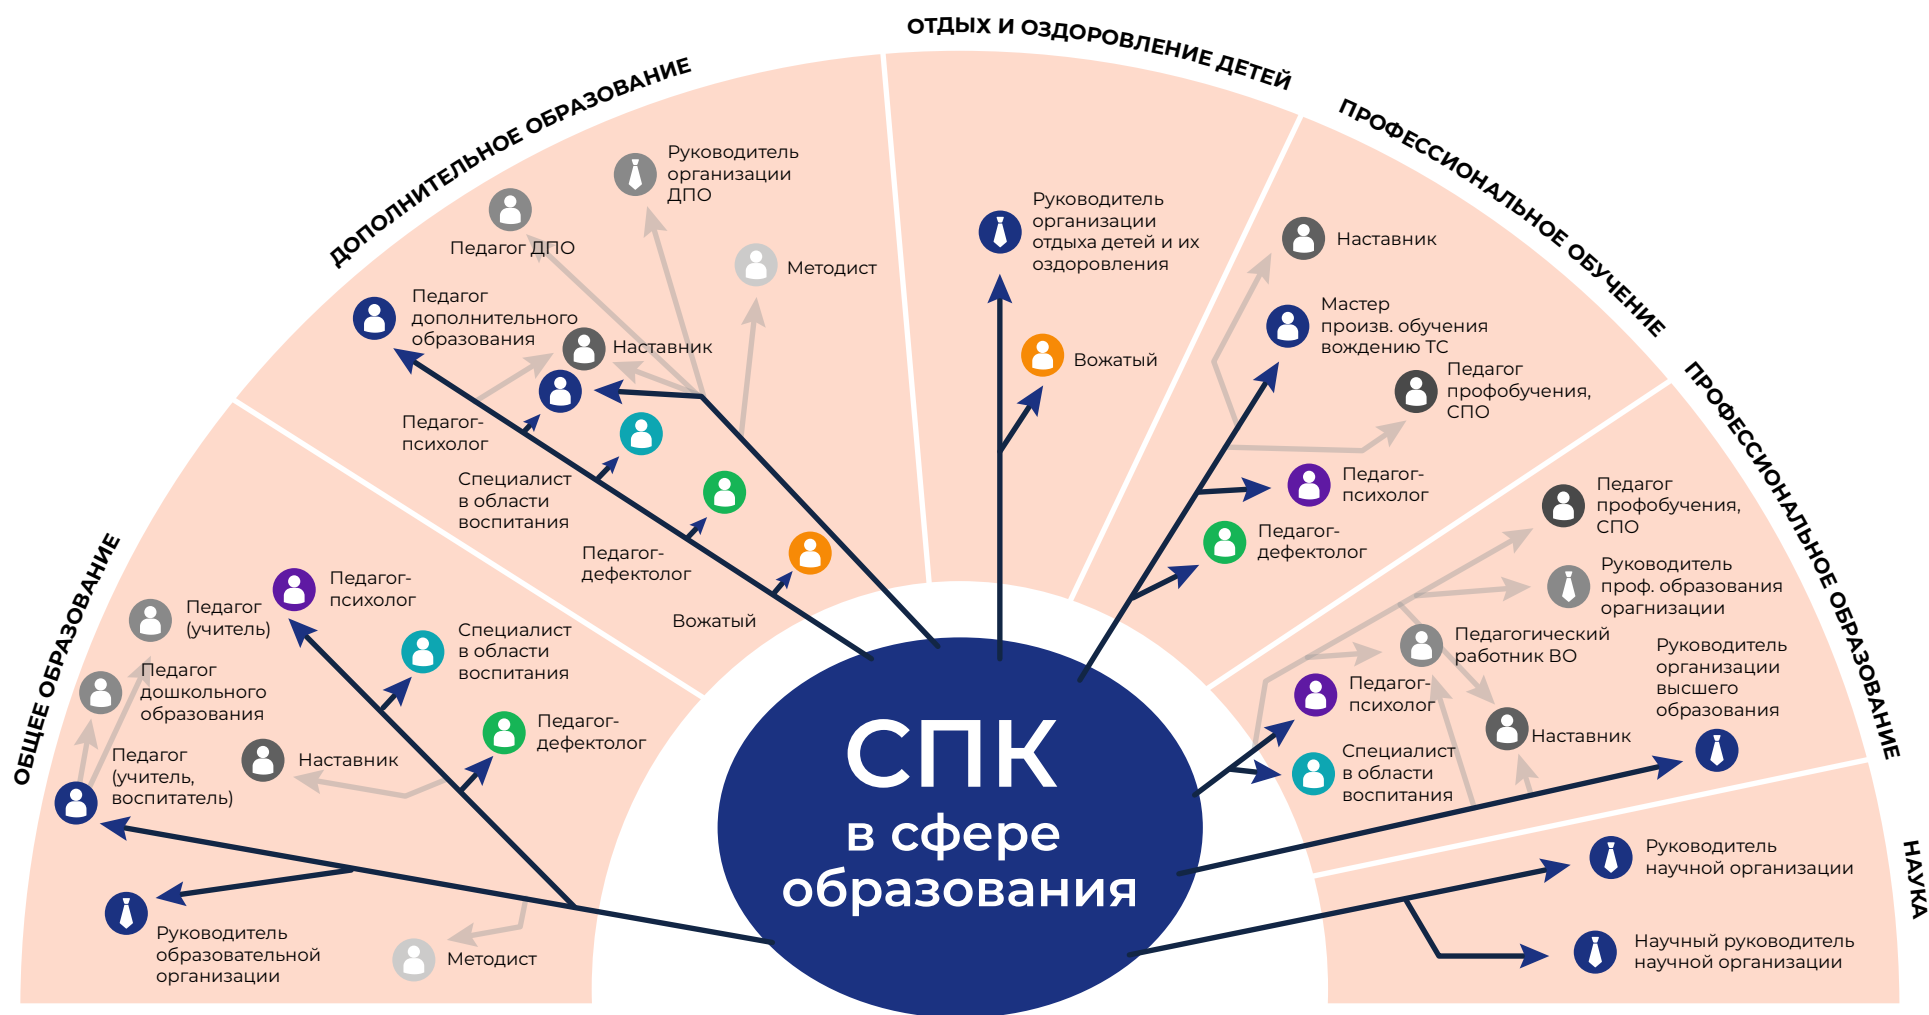 ОТДЫХ И ОЗДОРОВЛЕНИЕ ДЕТЕЙ
ДОПОЛНИТЕЛЬНОЕ ОБРАЗОВАНИЕ
ПРОФЕССИОНАЛЬНОЕ ОБУЧЕНИЕ
ПРОФЕССИОНАЛЬНОЕ ОБРАЗОВАНИЕ
ОБЩЕЕ ОБРАЗОВАНИЕ
НАУКА
Руководитель
организации
ДПО
Педагог ДПО
Методист
Педагог
дополнительного
образования
Наставник
Педагог-
психолог
Специалист
в области
воспитания
Педагог-
дефектолог
Вожатый
Руководитель
организации
отдыха детей и их
оздоровления
Вожатый
Наставник
Мастер
произв. обучения
вождению ТС
Педагог
профобучения,
СПО
Педагог-
психолог
Педагог-
дефектолог
Педагог
профобучения,
СПО
Руководитель
проф. образования
орагнизации
Педагогический
работник ВО
Руководитель
организации
высшего
образования
Педагог-
психолог
Наставник
Специалист
в области
воспитания
Руководитель
научной организации
Научный руководитель
научной организации
Педагог-
психолог
Педагог
(учитель)
Специалист
в области
воспитания
Педагог
дошкольного
образования
Педагог-
дефектолог
Педагог
(учитель,
воспитатель)
Наставник
Руководитель
образовательной
организации
Методист
СПК
в сфере
образования